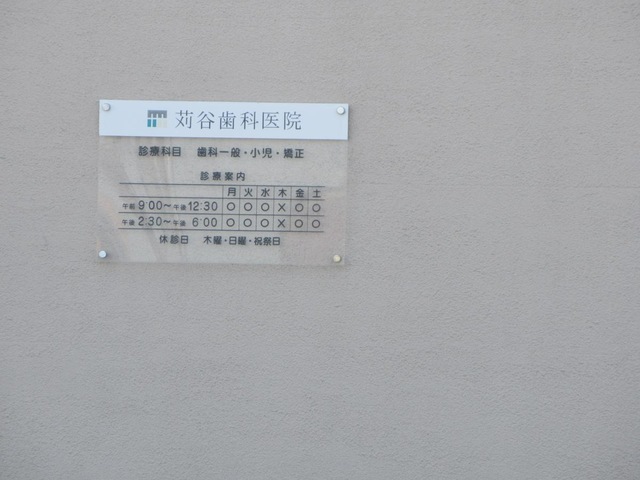 苅谷歯科医院
診療科目 歯科一般・小児・矯正
診療案内
月 火 水 木 金 土
午前 9:00〜午後 12:30 ○ ○ ○ × ○ ○
午後 2:30〜午後 6:00 ○ ○ ○ × ○ ○
休診日 木曜・日曜・祝祭日